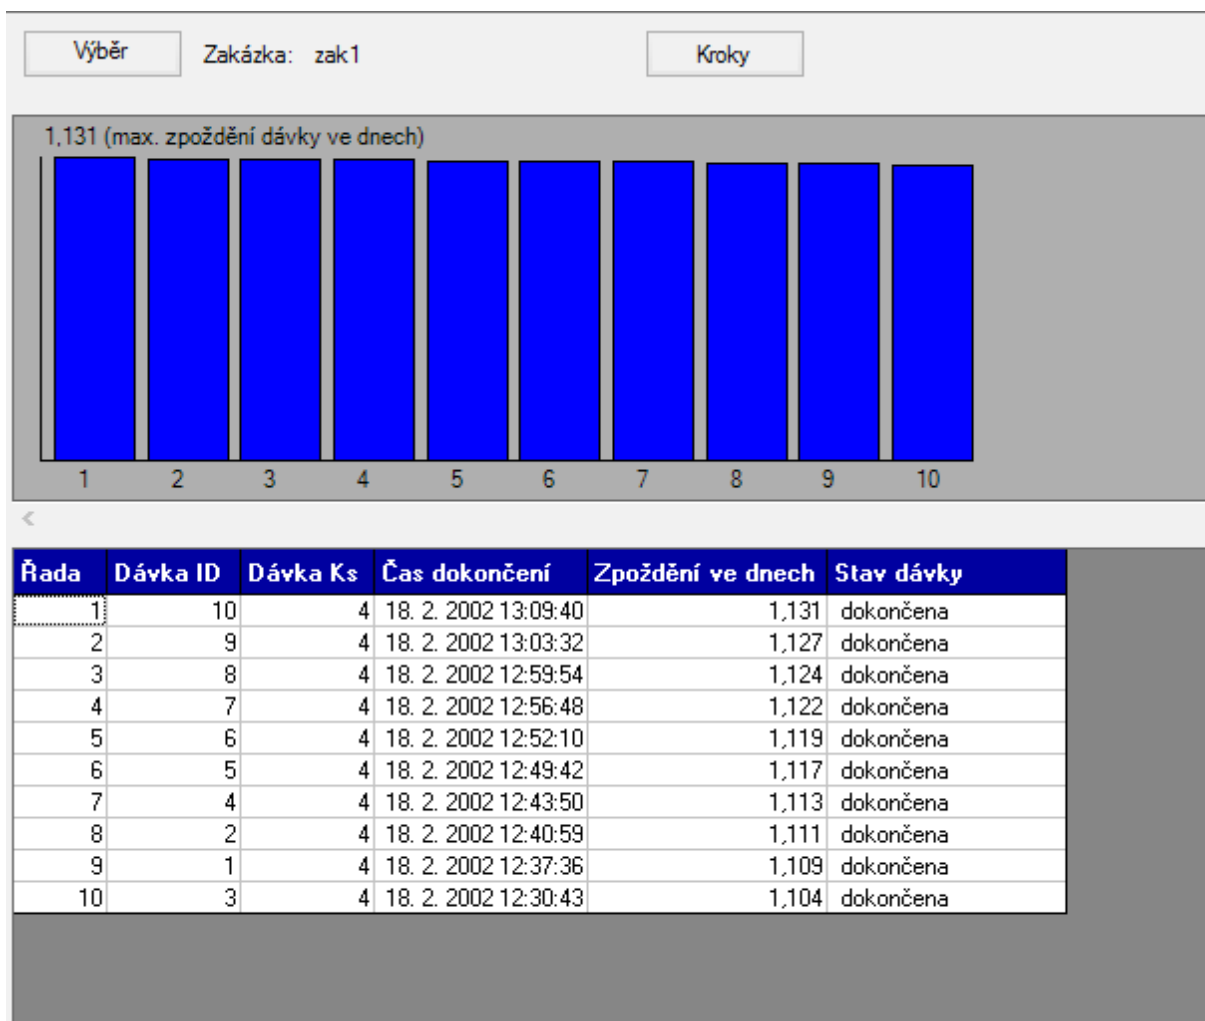 Výběr Zakázka: zak1 Kroky
1,131 (max. zpoždění dávky ve dnech)
1 2 3 4 5 6 7 8 9 10
Řada Dávka ID Dávka Ks Čas dokončení Zpoždění ve dnech Stav dávky
1 10 4 18. 2. 2002 13:09:40 1,131 dokončena
2 9 4 18. 2. 2002 13:03:32 1,127 dokončena
3 8 4 18. 2. 2002 12:59:54 1,124 dokončena
4 7 4 18. 2. 2002 12:56:48 1,122 dokončena
5 6 4 18. 2. 2002 12:52:10 1,119 dokončena
6 5 4 18. 2. 2002 12:49:42 1,117 dokončena
7 4 4 18. 2. 2002 12:43:50 1,113 dokončena
8 2 4 18. 2. 2002 12:40:59 1,111 dokončena
9 1 4 18. 2. 2002 12:37:36 1,109 dokončena
10 3 4 18. 2. 2002 12:30:43 1,104 dokončena